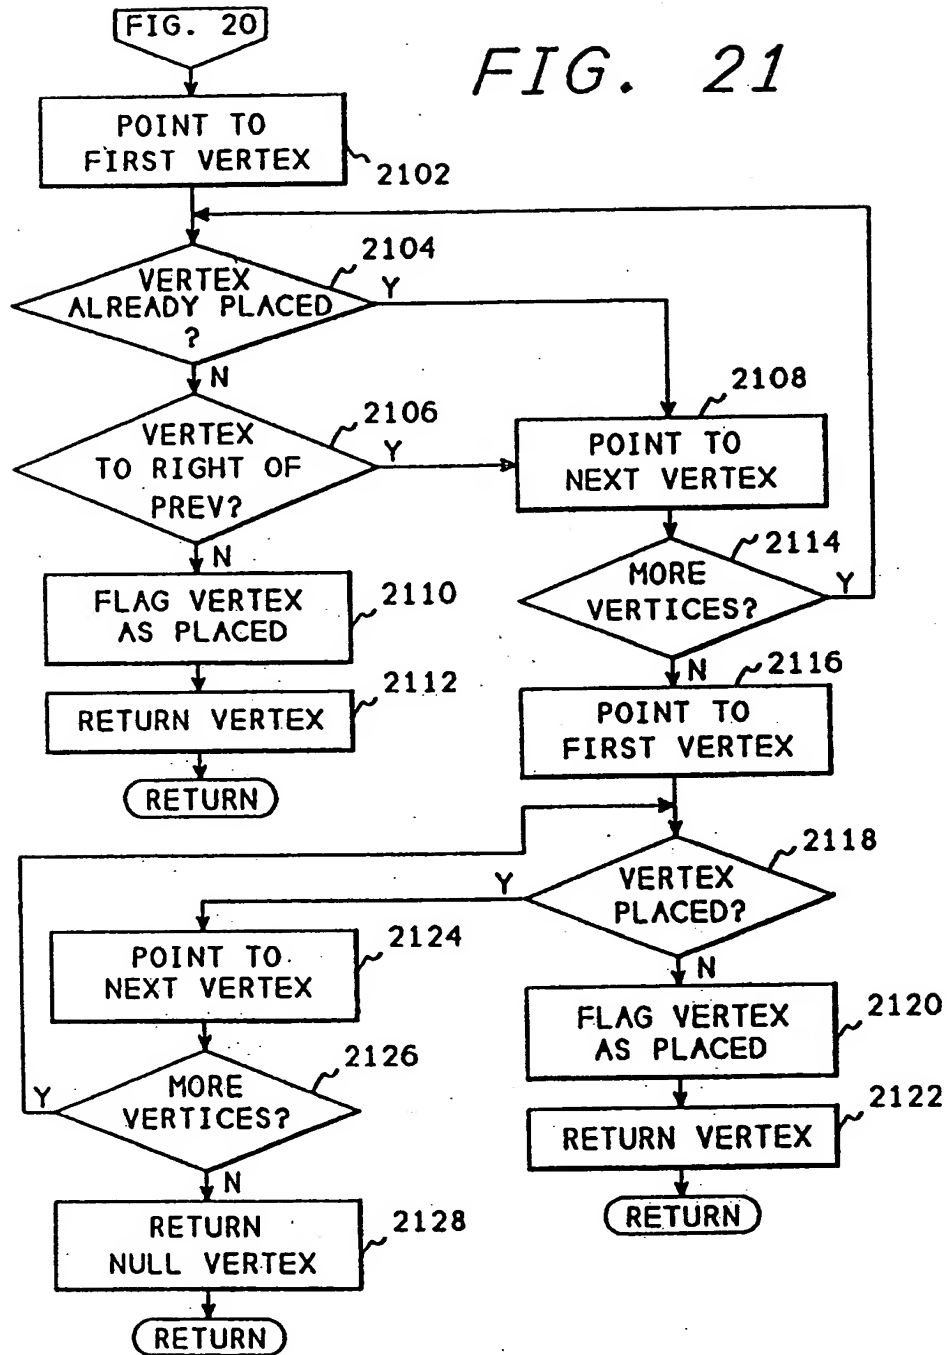 FIG. 20
FIG. 21
POINT TO
FIRST VERTEX
2102
2104
VERTEX
ALREADY PLACED
?
Y
N
2106
VERTEX
TO RIGHT OF
PREV?
Y
N
2108
POINT TO
NEXT VERTEX
2114
MORE
VERTICES?
Y
N
2110
FLAG VERTEX
AS PLACED
2112
RETURN VERTEX
RETURN
2116
POINT TO
FIRST VERTEX
2118
VERTEX
PLACED?
Y
N
2124
POINT TO
NEXT VERTEX
2126
MORE
VERTICES?
Y
N
2120
FLAG VERTEX
AS PLACED
2122
RETURN VERTEX
RETURN
2128
RETURN
NULL VERTEX
RETURN